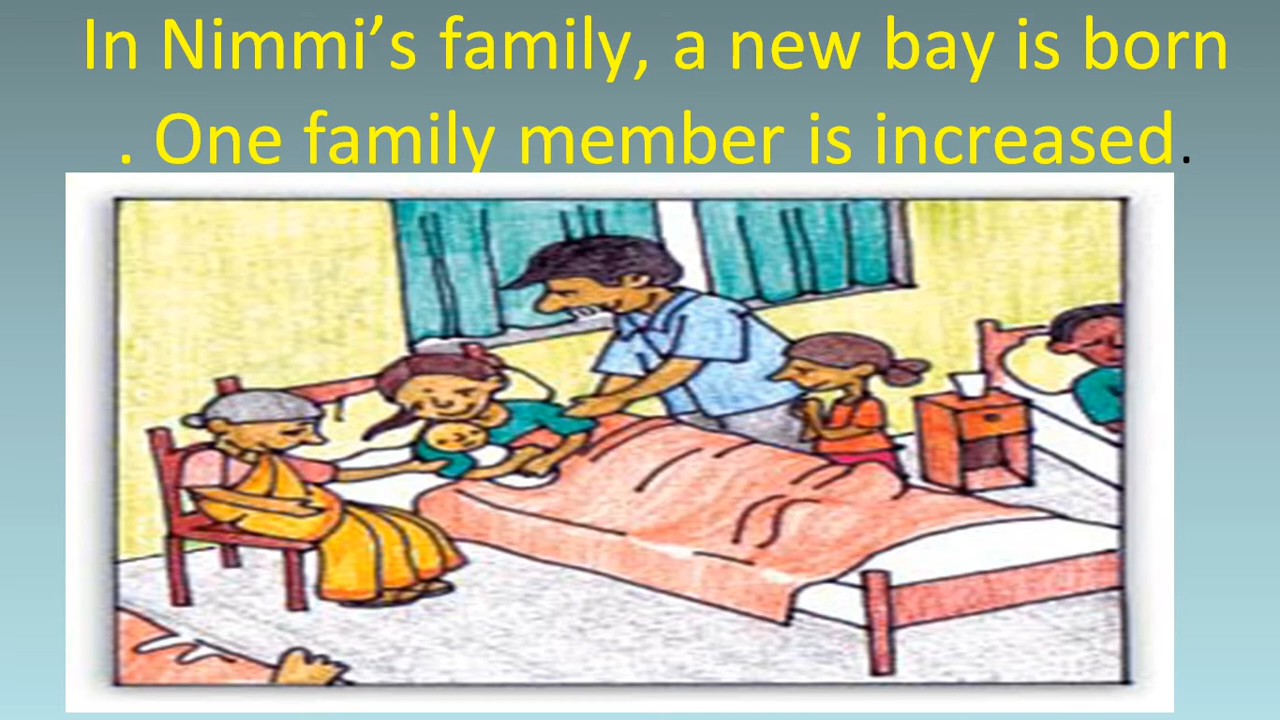 In Nimmi’s family, a new bay is born
. One family member is increased.